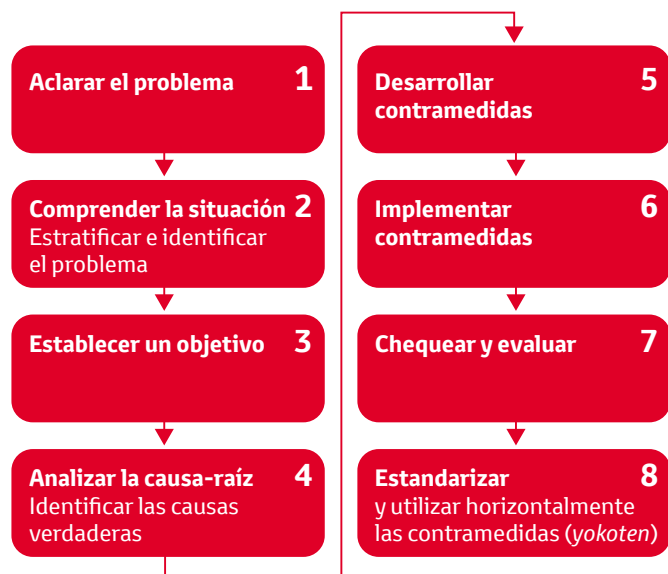 Aclarar el problema 1
Comprender la situación 2
Estratificar e identificar
el problema
Establecer un objetivo 3
Analizar la causa-raíz 4
Identificar las causas
verdaderas
Desarrollar 5
contramedidas
Implementar 6
contramedidas
Chequear y evaluar 7
Estandarizar 8
y utilizar horizontalmente
las contramedidas (yokoten)